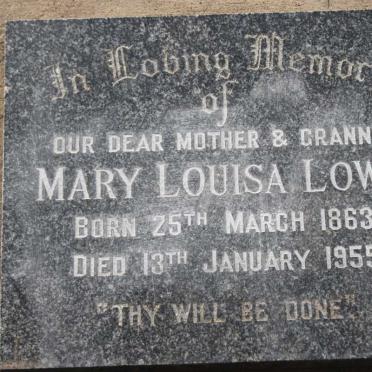 In Loving Memor
of
OUR DEAR MOTHER & GRANN
MARY LOUISA LOW
BORN 25TH MARCH 1863
DIED 13TH JANUARY 1955
"THY WILL BE DONE".